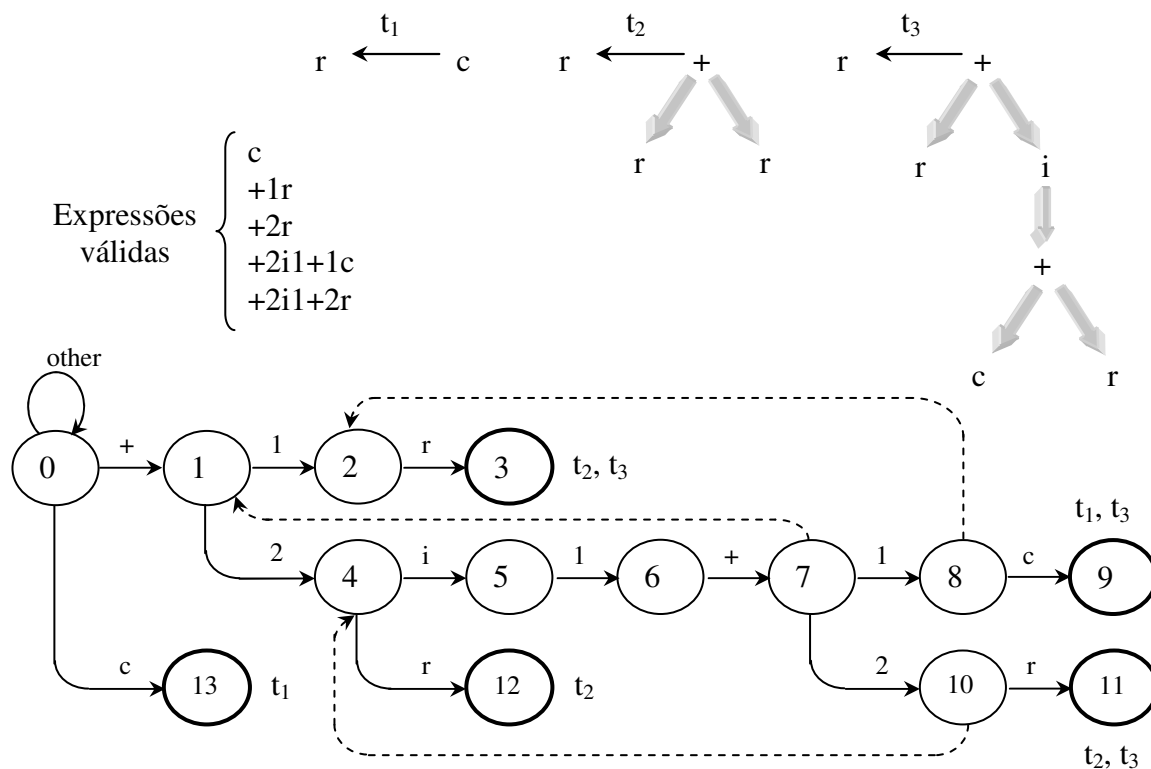 t1 t2 t3
r c r + r +
r r r i
+
c r
Expressões
válidas
c
+1r
+2r
+2i1+1c
+2i1+2r
other
0 + 1 1 2 r 3 t2, t3
t1, t3
2 4 i 5 1 6 + 7 1 8 c 9
c 13 t1 r 12 t2 2 10 r 11
t2, t3